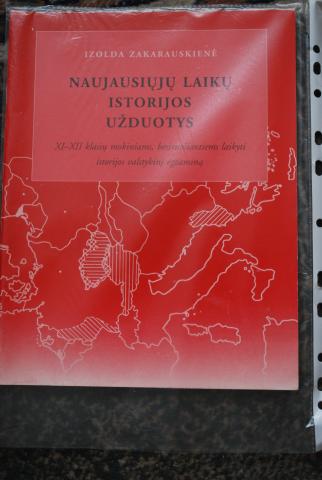 IZOLDA ZAKARAUSKIENĖ
NAUJAUSIŲJŲ LAIKŲ
ISTORIJOS
UŽDUOTYS
XI–XII klasių mokiniams, besirengiantiems laikyti
istorijos valstybinį egzaminą